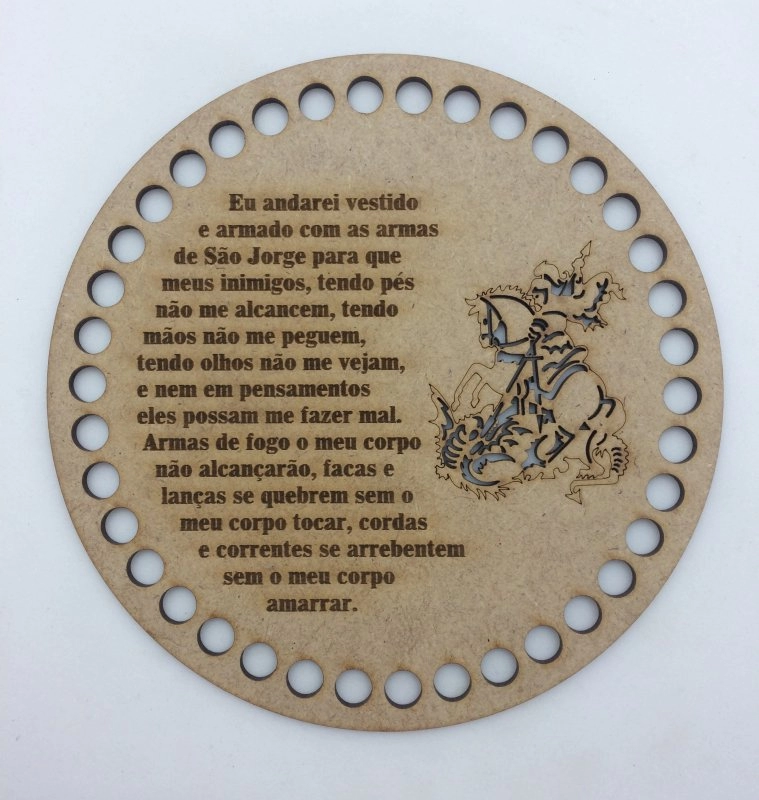 Eu andarei vestido
e armado com as armas
de São Jorge para que
meus inimigos, tendo pés
não me alcancem, tendo
mãos não me peguem,
tendo olhos não me vejam,
e nem em pensamentos
eles possam me fazer mal.
Armas de fogo o meu corpo
não alcançarão, facas e
lanças se quebrem sem o
meu corpo tocar, cordas
e correntes se arrebentem
sem o meu corpo
amarrar.